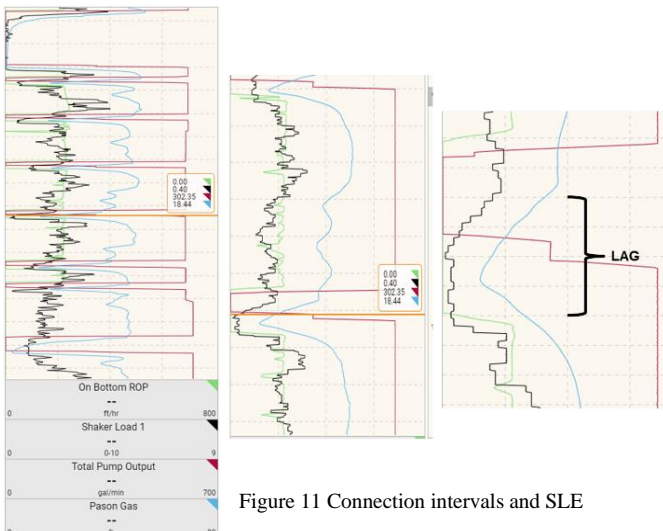 0.00
0.40
302.35
18.44
0.00
0.40
302.35
18.44
LAG
On Bottom ROP
--
0 ft/hr 800
Shaker Load 1
--
0 0-10 9
Total Pump Output
--
0 gal/min 700
Pason Gas
--
Figure 11 Connection intervals and SLE